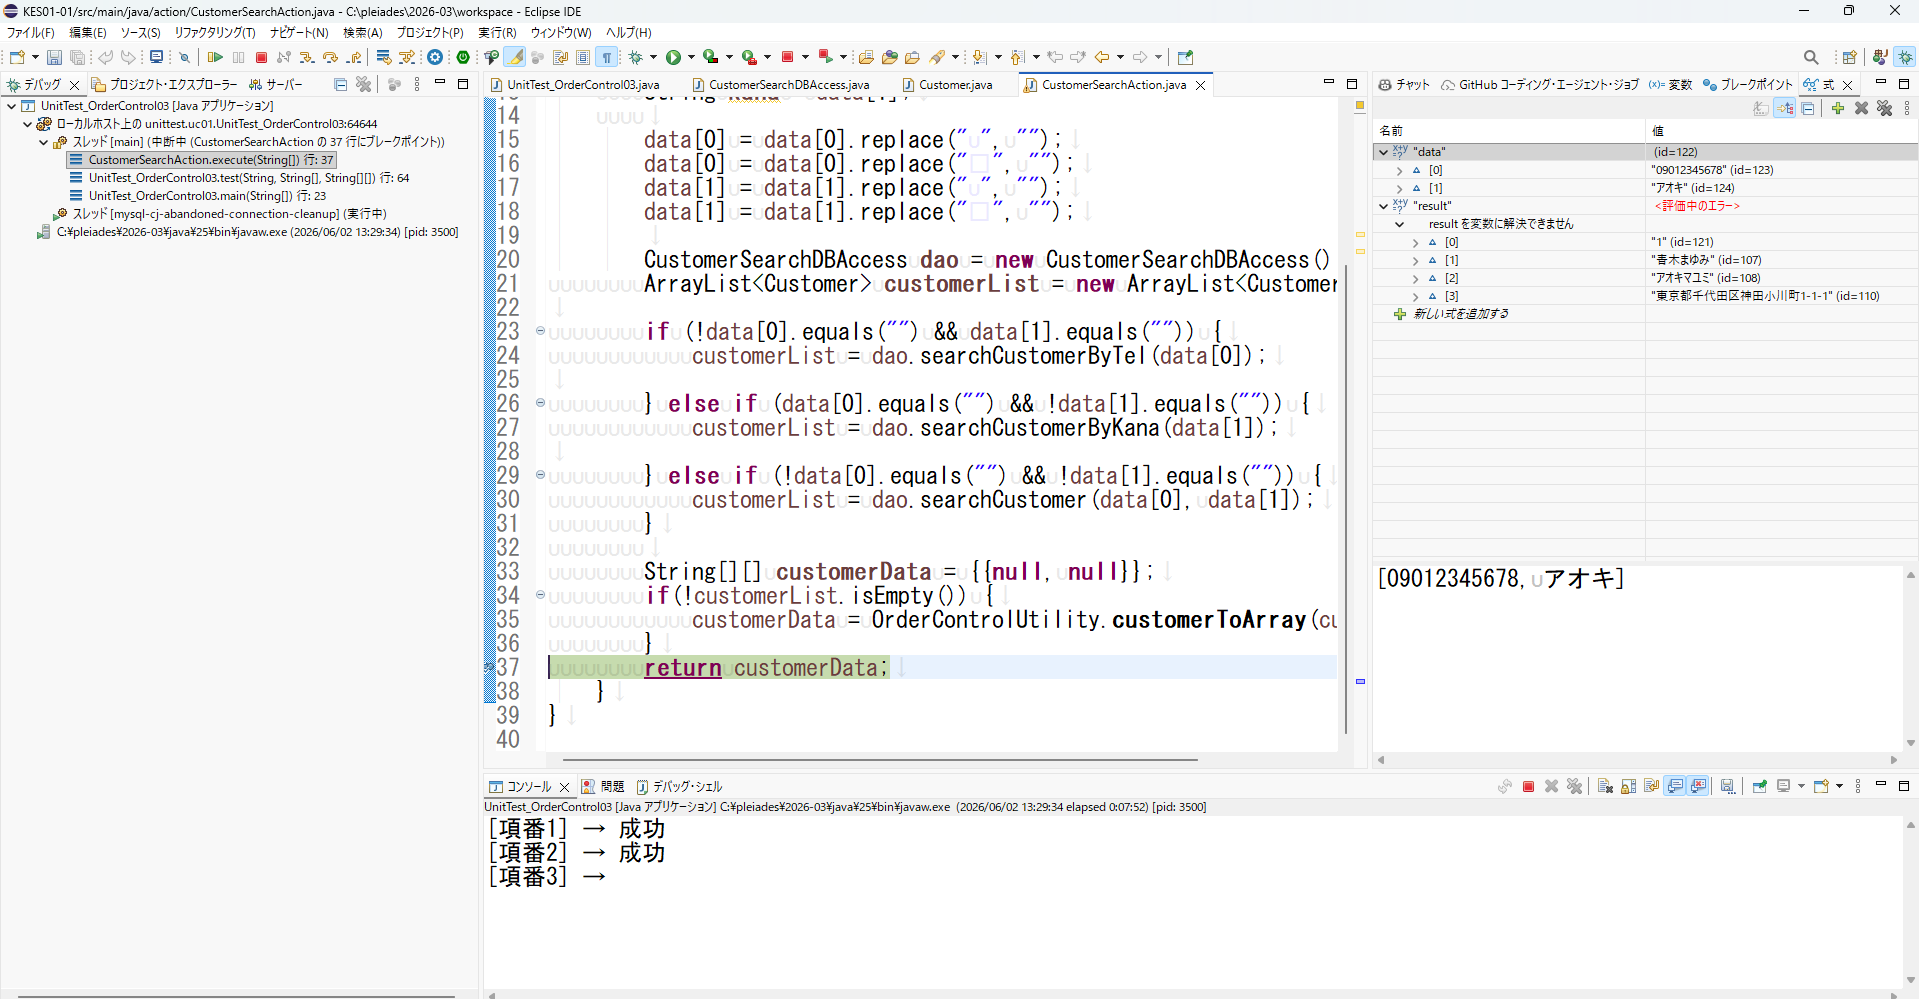 KES01-01/src/main/java/action/CustomerSearchAction.java - C:\pleiades\2026-03\workspace - Eclipse IDE
ファイル(F) 編集(E) ソース(S) リファクタリング(T) ナビゲート(N) 検索(A) プロジェクト(P) 実行(R) ウィンドウ(W) ヘルプ(H)
デバッグ プロジェクト・エクスプローラー サーバー
UnitTest_OrderControl03 [Java アプリケーション]
ローカルホスト上の unittest.uc01.UnitTest_OrderControl03:64644
スレッド [main] (中断中 (CustomerSearchAction の 37 行にブレークポイント))
CustomerSearchAction.execute(String[]) 行: 37
UnitTest_OrderControl03.test(String, String[], String[][]) 行: 64
UnitTest_OrderControl03.main(String[]) 行: 23
スレッド [mysql-cj-abandoned-connection-cleanup] (実行中)
C:¥pleiades¥2026-03¥java¥25¥bin¥javaw.exe (2026/06/02 13:29:34) [pid: 3500]
UnitTest_OrderControl03.java CustomerSearchDBAccess.java Customer.java CustomerSearchAction.java
14
15 data[0] = data[0].replace(" ", "");
16 data[0] = data[0].replace("□", "");
17 data[1] = data[1].replace(" ", "");
18 data[1] = data[1].replace("□", "");
19
20 CustomerSearchDBAccess dao = new CustomerSearchDBAccess()
21 ArrayList<Customer> customerList = new ArrayList<Customer
22
23 if (!data[0].equals("") && data[1].equals("")) {
24 customerList = dao.searchCustomerByTel(data[0]);
25
26 } else if (data[0].equals("") && !data[1].equals("")) {
27 customerList = dao.searchCustomerByKana(data[1]);
28
29 } else if (!data[0].equals("") && !data[1].equals("")) {
30 customerList = dao.searchCustomer(data[0], data[1]);
31 }
32
33 String[][] customerData = {{null, null}};
34 if(!customerList.isEmpty()) {
35 customerData = OrderControlUtility.customerToArray(cu
36 }
37 return customerData;
38 }
39 }
40
チャット GitHub コーディング・エージェント・ジョブ (x)= 変数 ブレークポイント 式
名前 値
"data" (id=122)
[0] "09012345678" (id=123)
[1] "アオキ" (id=124)
"result" <評価中のエラー>
result を変数に解決できません
[0] "1" (id=121)
[1] "青木まゆみ" (id=107)
[2] "アオキマユミ" (id=108)
[3] "東京都千代田区神田小川町1-1-1" (id=110)
新しい式を追加する
[09012345678, アオキ]
コンソール 問題 デバッグ・シェル
UnitTest_OrderControl03 [Java アプリケーション] C:¥pleiades¥2026-03¥java¥25¥bin¥javaw.exe (2026/06/02 13:29:34 elapsed 0:07:52) [pid: 3500]
[項番1] → 成功
[項番2] → 成功
[項番3] →